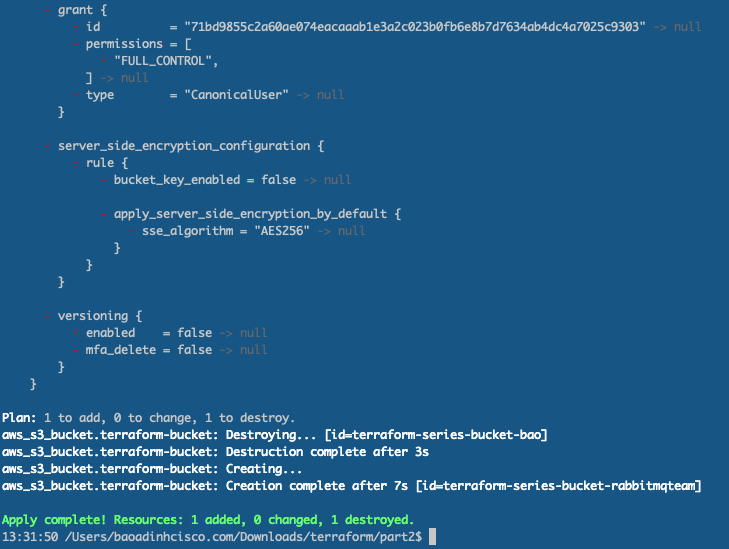 - grant {
- id          = "71bd9855c2a60ae074eacaaab1e3a2c023b0fb6e8b7d7634ab4dc4a7025c9303" -> null
- permissions = [
- "FULL_CONTROL",
] -> null
- type        = "CanonicalUser" -> null
}
- server_side_encryption_configuration {
- rule {
- bucket_key_enabled = false -> null
- apply_server_side_encryption_by_default {
- sse_algorithm = "AES256" -> null
}
}
}
- versioning {
- enabled    = false -> null
- mfa_delete = false -> null
}
}
Plan: 1 to add, 0 to change, 1 to destroy.
aws_s3_bucket.terraform-bucket: Destroying... [id=terraform-series-bucket-bao]
aws_s3_bucket.terraform-bucket: Destruction complete after 3s
aws_s3_bucket.terraform-bucket: Creating...
aws_s3_bucket.terraform-bucket: Creation complete after 7s [id=terraform-series-bucket-rabbitmqteam]
Apply complete! Resources: 1 added, 0 changed, 1 destroyed.
13:31:50 /Users/baoadinhcisco.com/Downloads/terraform/part2$